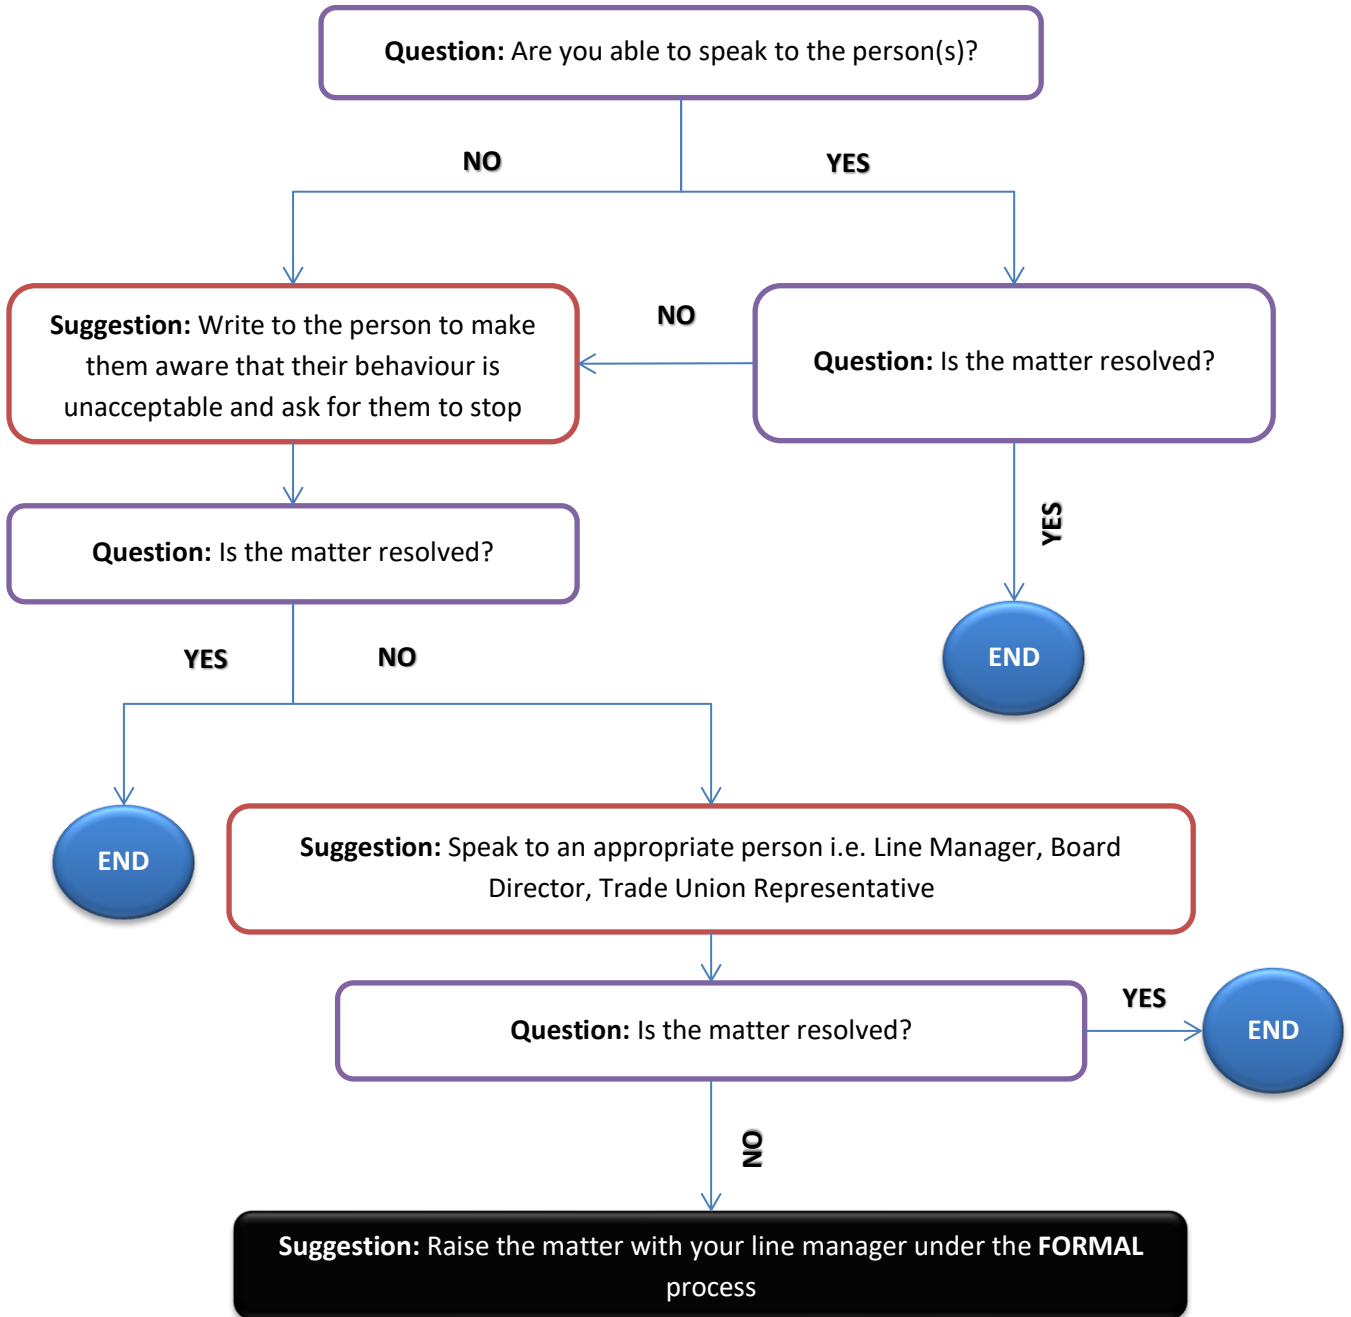 Question: Are you able to speak to the person(s)?
NO
YES
Suggestion: Write to the person to make
them aware that their behaviour is
unacceptable and ask for them to stop
NO
Question: Is the matter resolved?
YES
END
Question: Is the matter resolved?
YES
NO
END
Suggestion: Speak to an appropriate person i.e. Line Manager, Board
Director, Trade Union Representative
Question: Is the matter resolved?
YES
END
NO
Suggestion: Raise the matter with your line manager under the FORMAL
process